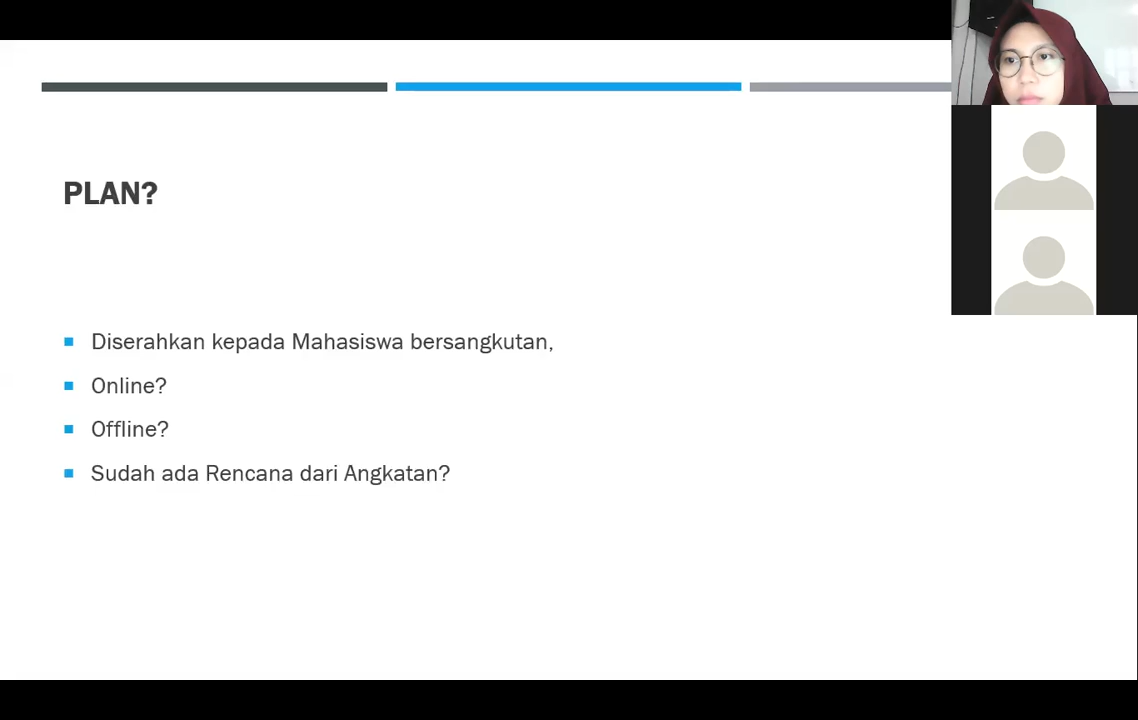 PLAN?
Diserahkan kepada Mahasiswa bersangkutan,
Online?
Offline?
Sudah ada Rencana dari Angkatan?